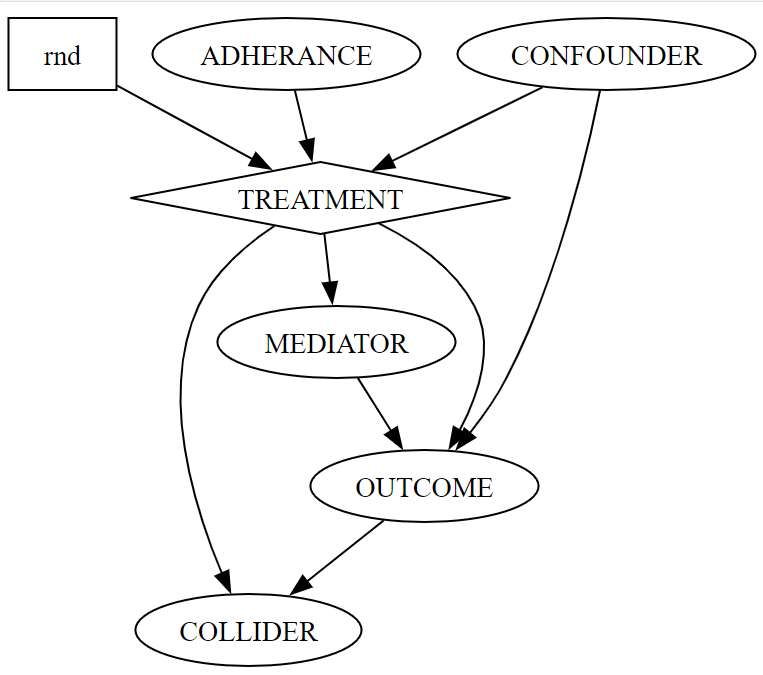 rnd
ADHERANCE
CONFOUNDER
TREATMENT
MEDIATOR
OUTCOME
COLLIDER